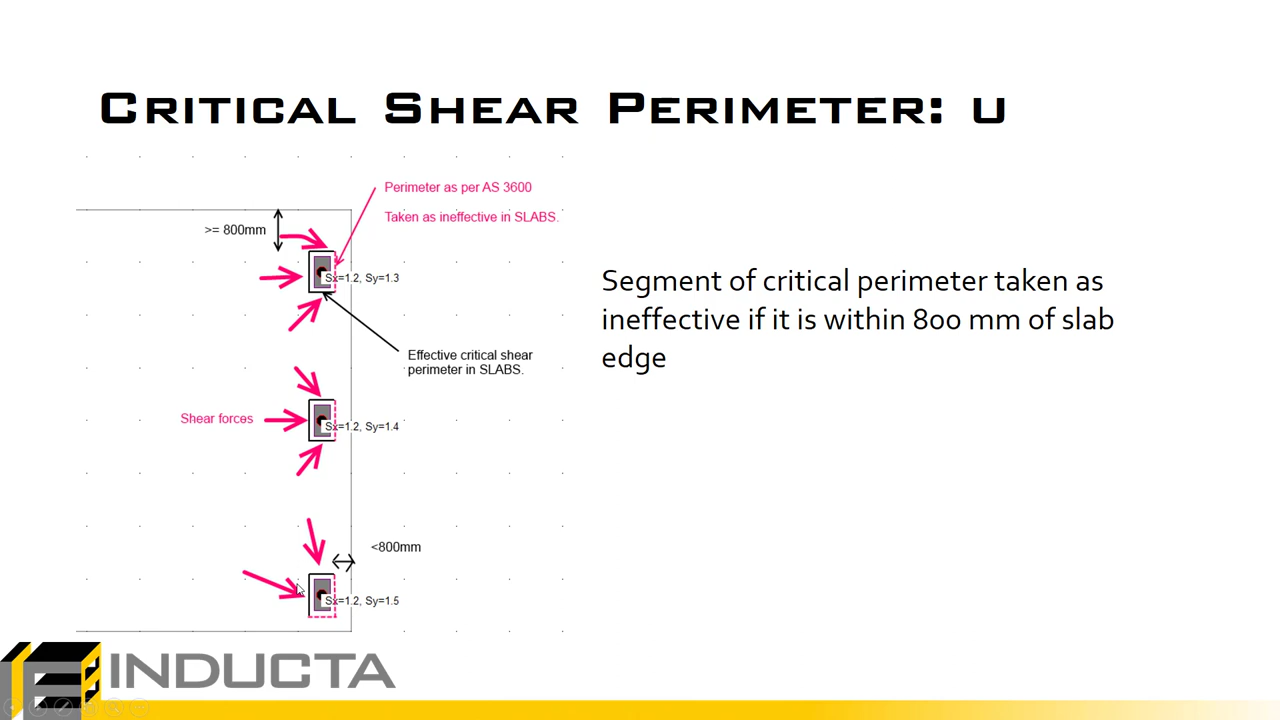 CRITICAL SHEAR PERIMETER: U
Perimeter as per AS 3600
Taken as ineffective in SLABS.
>= 800mm
Sx=1.2, Sy=1.3
Effective critical shear
perimeter in SLABS.
Shear forces
Sx=1.2, Sy=1.4
<800mm
Sx=1.2, Sy=1.5
Segment of critical perimeter taken as
ineffective if it is within 800 mm of slab
edge
INDUCTA